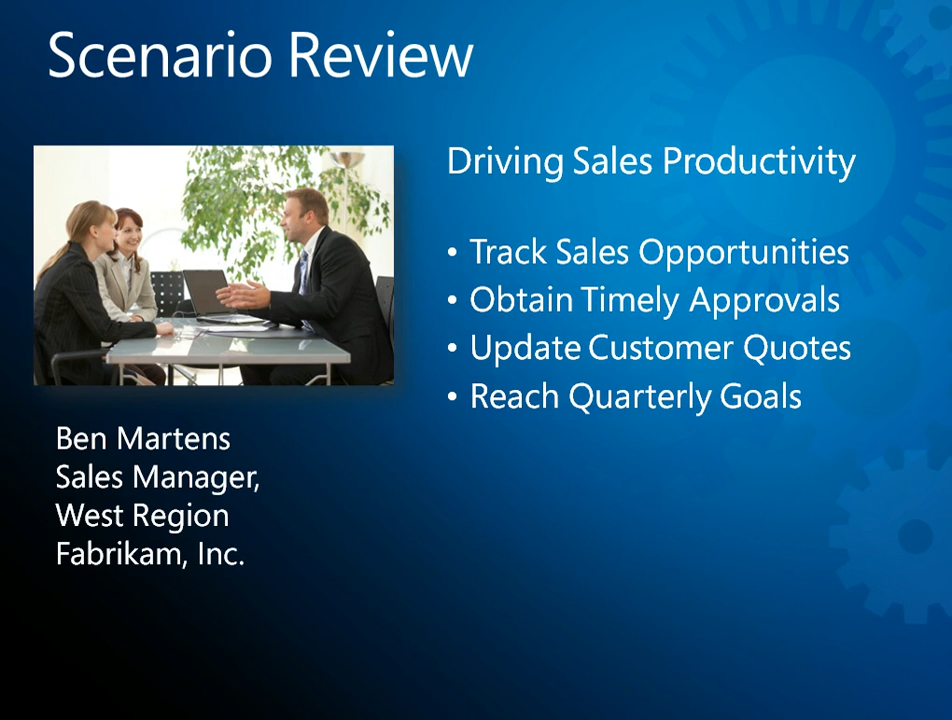 Scenario Review
Driving Sales Productivity
• Track Sales Opportunities
• Obtain Timely Approvals
• Update Customer Quotes
• Reach Quarterly Goals
Ben Martens
Sales Manager,
West Region
Fabrikam, Inc.